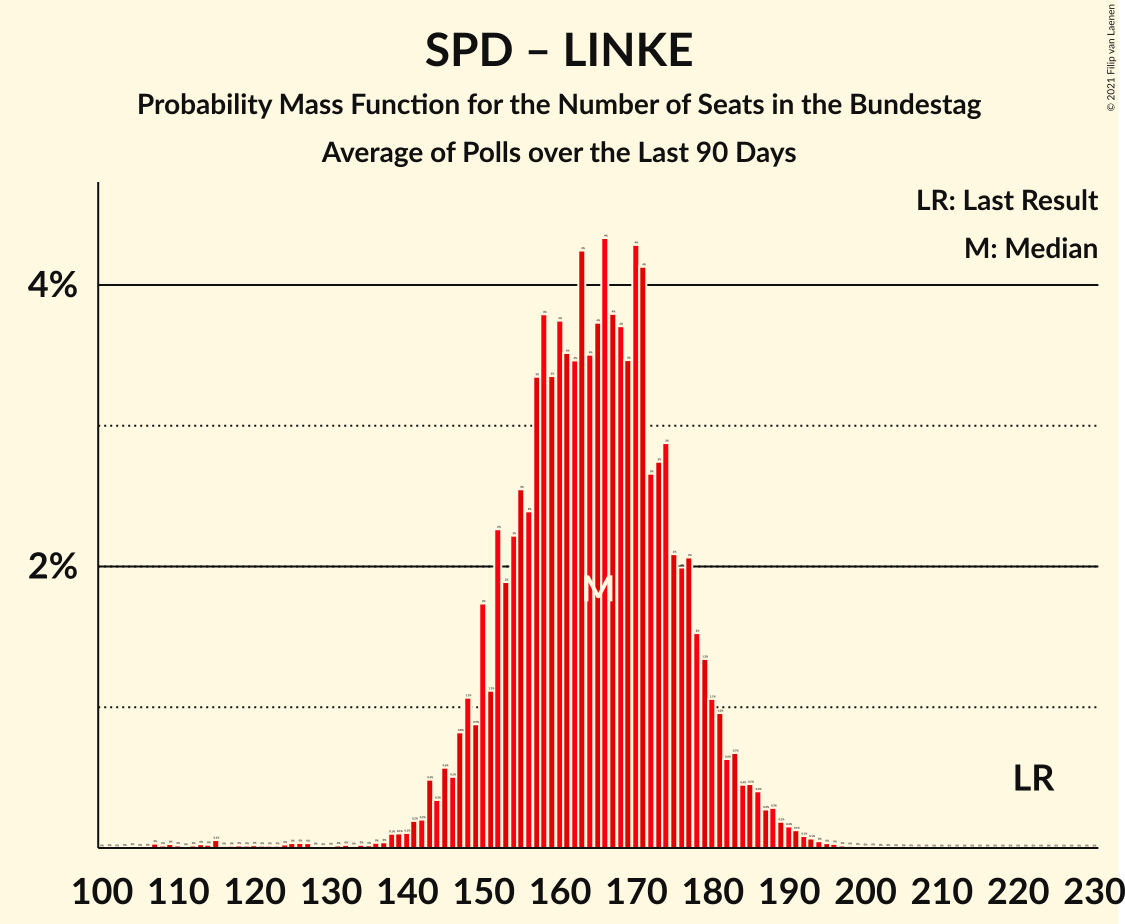 SPD – LINKE
Probability Mass Function for the Number of Seats in the Bundestag
Average of Polls over the Last 90 Days
© 2021 Filip van Laenen
LR: Last Result
M: Median
4%
2%
M
LR
100 110 120 130 140 150 160 170 180 190 200 210 220 230